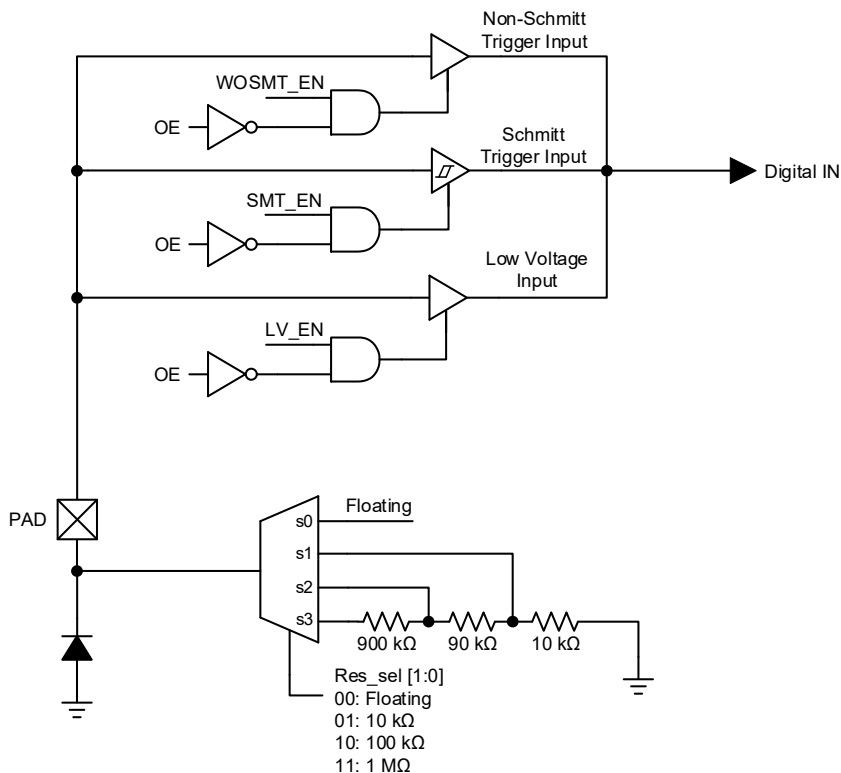 Non-Schmitt
Trigger Input
WOSMT_EN
OE
Schmitt
Trigger Input
Digital IN
SMT_EN
OE
Low Voltage
Input
LV_EN
OE
PAD
Floating
s0
s1
s2
s3
900 kΩ
90 kΩ
10 kΩ
Res_sel [1:0]
00: Floating
01: 10 kΩ
10: 100 kΩ
11: 1 MΩ